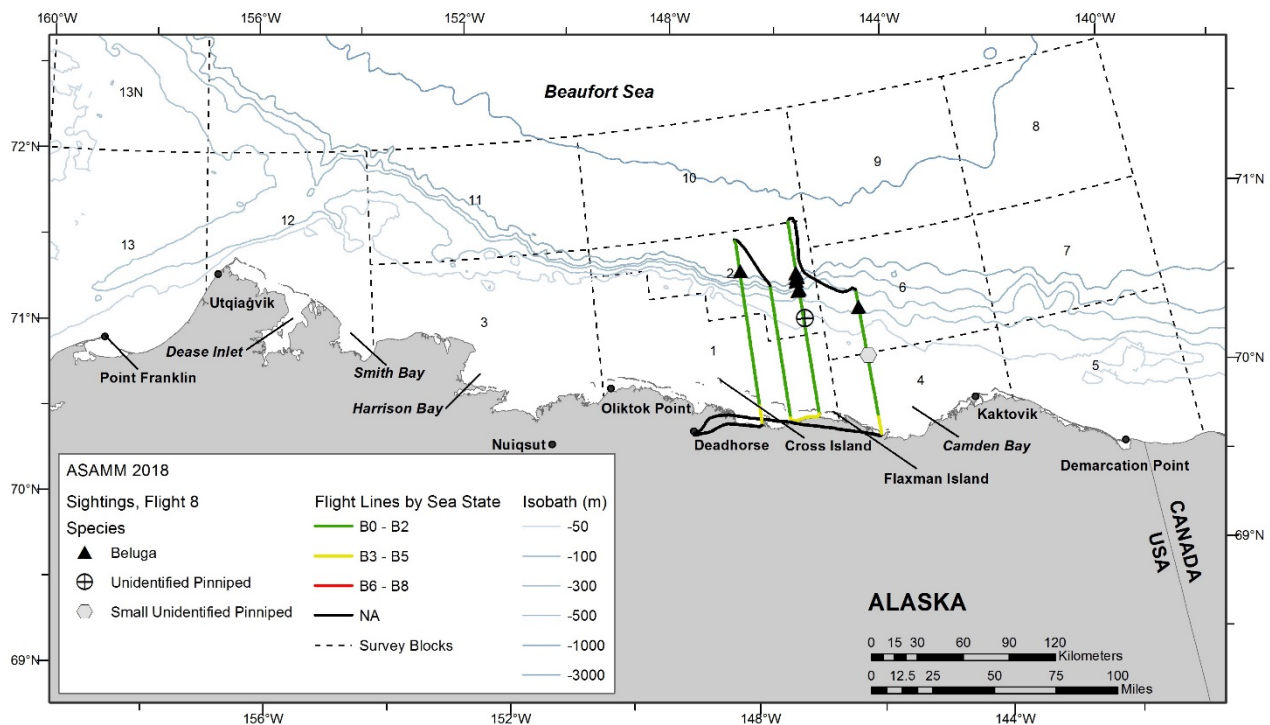 160°W 156°W 152°W 148°W 144°W 140°W
13N
Beaufort Sea
8
72°N
9
71°N
10
11
12
13
7
2
6
Utqiaġvik
71°N
3
Dease Inlet
1
70°N
Point Franklin
Smith Bay
5
4
Harrison Bay
Oliktok Point
Kaktovik
Nuiqsut
Deadhorse
Cross Island
Camden Bay
Demarcation Point
Flaxman Island
70°N
69°N
CANADA
USA
ASAMM 2018
Sightings, Flight 8
Species
Beluga
Unidentified Pinniped
Small Unidentified Pinniped
Flight Lines by Sea State
B0 - B2
B3 - B5
B6 - B8
NA
Survey Blocks
Isobath (m)
-50
-100
-300
-500
-1000
-3000
ALASKA
0 15 30 60 90 120
Kilometers
0 12.5 25 50 75 100
Miles
69°N
156°W 152°W 148°W 144°W